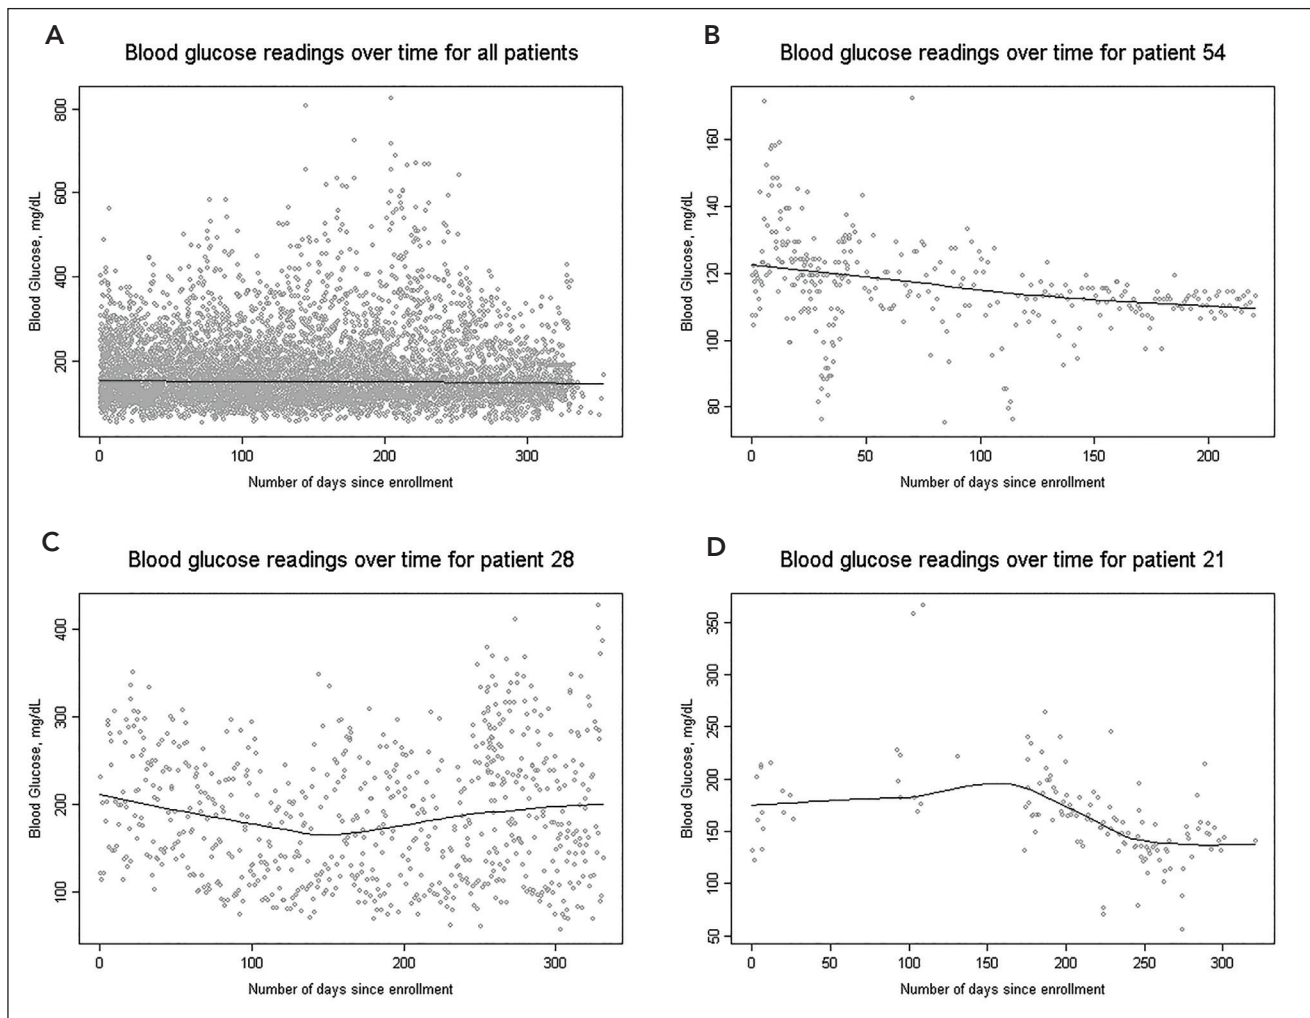 A
Blood glucose readings over time for all patients
Blood Glucose, mg/dL
800
600
400
200
0 100 200 300
Number of days since enrollment
B
Blood glucose readings over time for patient 54
Blood Glucose, mg/dL
160
140
120
100
80
0 50 100 150 200
Number of days since enrollment
C
Blood glucose readings over time for patient 28
Blood Glucose, mg/dL
400
300
200
100
0 100 200 300
Number of days since enrollment
D
Blood glucose readings over time for patient 21
Blood Glucose, mg/dL
350
300
250
200
150
100
50
0 50 100 150 200 250 300
Number of days since enrollment